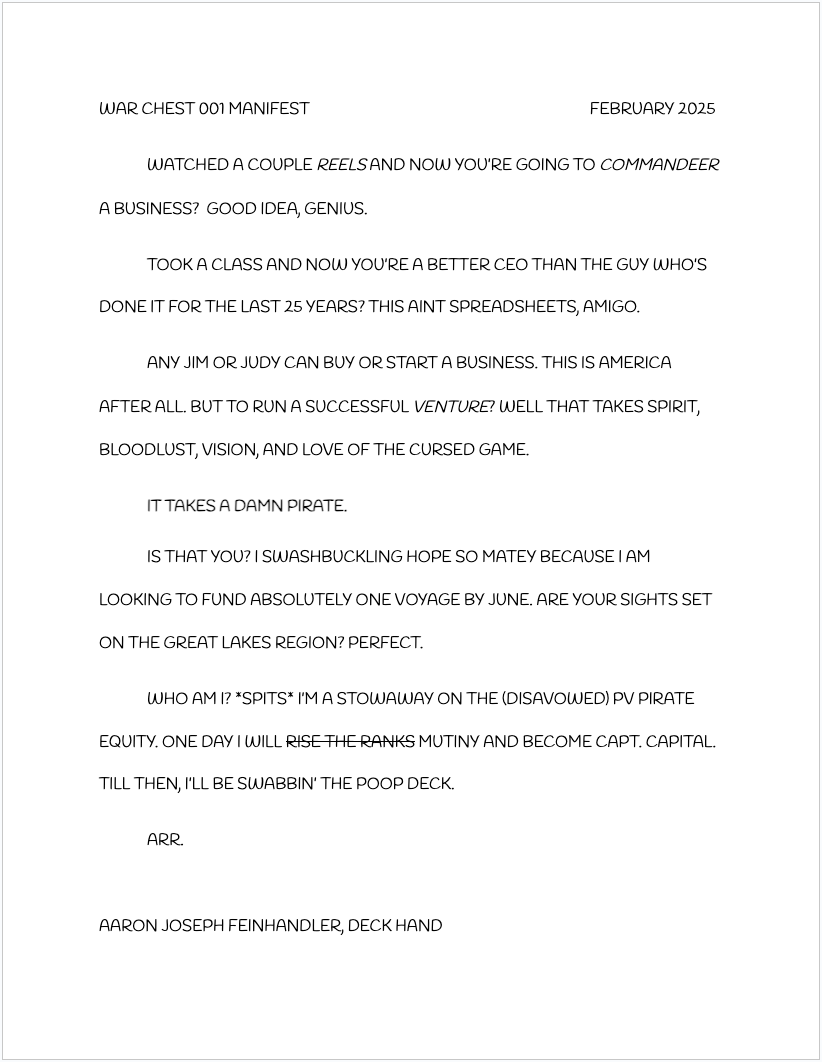 WAR CHEST 001 MANIFEST FEBRUARY 2025
WATCHED A COUPLE REELS AND NOW YOU'RE GOING TO COMMANDEER
A BUSINESS? GOOD IDEA, GENIUS.
TOOK A CLASS AND NOW YOU'RE A BETTER CEO THAN THE GUY WHO'S
DONE IT FOR THE LAST 25 YEARS? THIS AINT SPREADSHEETS, AMIGO.
ANY JIM OR JUDY CAN BUY OR START A BUSINESS. THIS IS AMERICA
AFTER ALL. BUT TO RUN A SUCCESSFUL VENTURE? WELL THAT TAKES SPIRIT,
BLOODLUST, VISION, AND LOVE OF THE CURSED GAME.
IT TAKES A DAMN PIRATE.
IS THAT YOU? I SWASHBUCKLING HOPE SO MATEY BECAUSE I AM
LOOKING TO FUND ABSOLUTELY ONE VOYAGE BY JUNE. ARE YOUR SIGHTS SET
ON THE GREAT LAKES REGION? PERFECT.
WHO AM I? *SPITS* I'M A STOWAWAY ON THE (DISAVOWED) PV PIRATE
EQUITY. ONE DAY I WILL RISE THE RANKS MUTINY AND BECOME CAPT. CAPITAL.
TILL THEN, I'LL BE SWABBIN' THE POOP DECK.
ARR.
AARON JOSEPH FEINHANDLER, DECK HAND